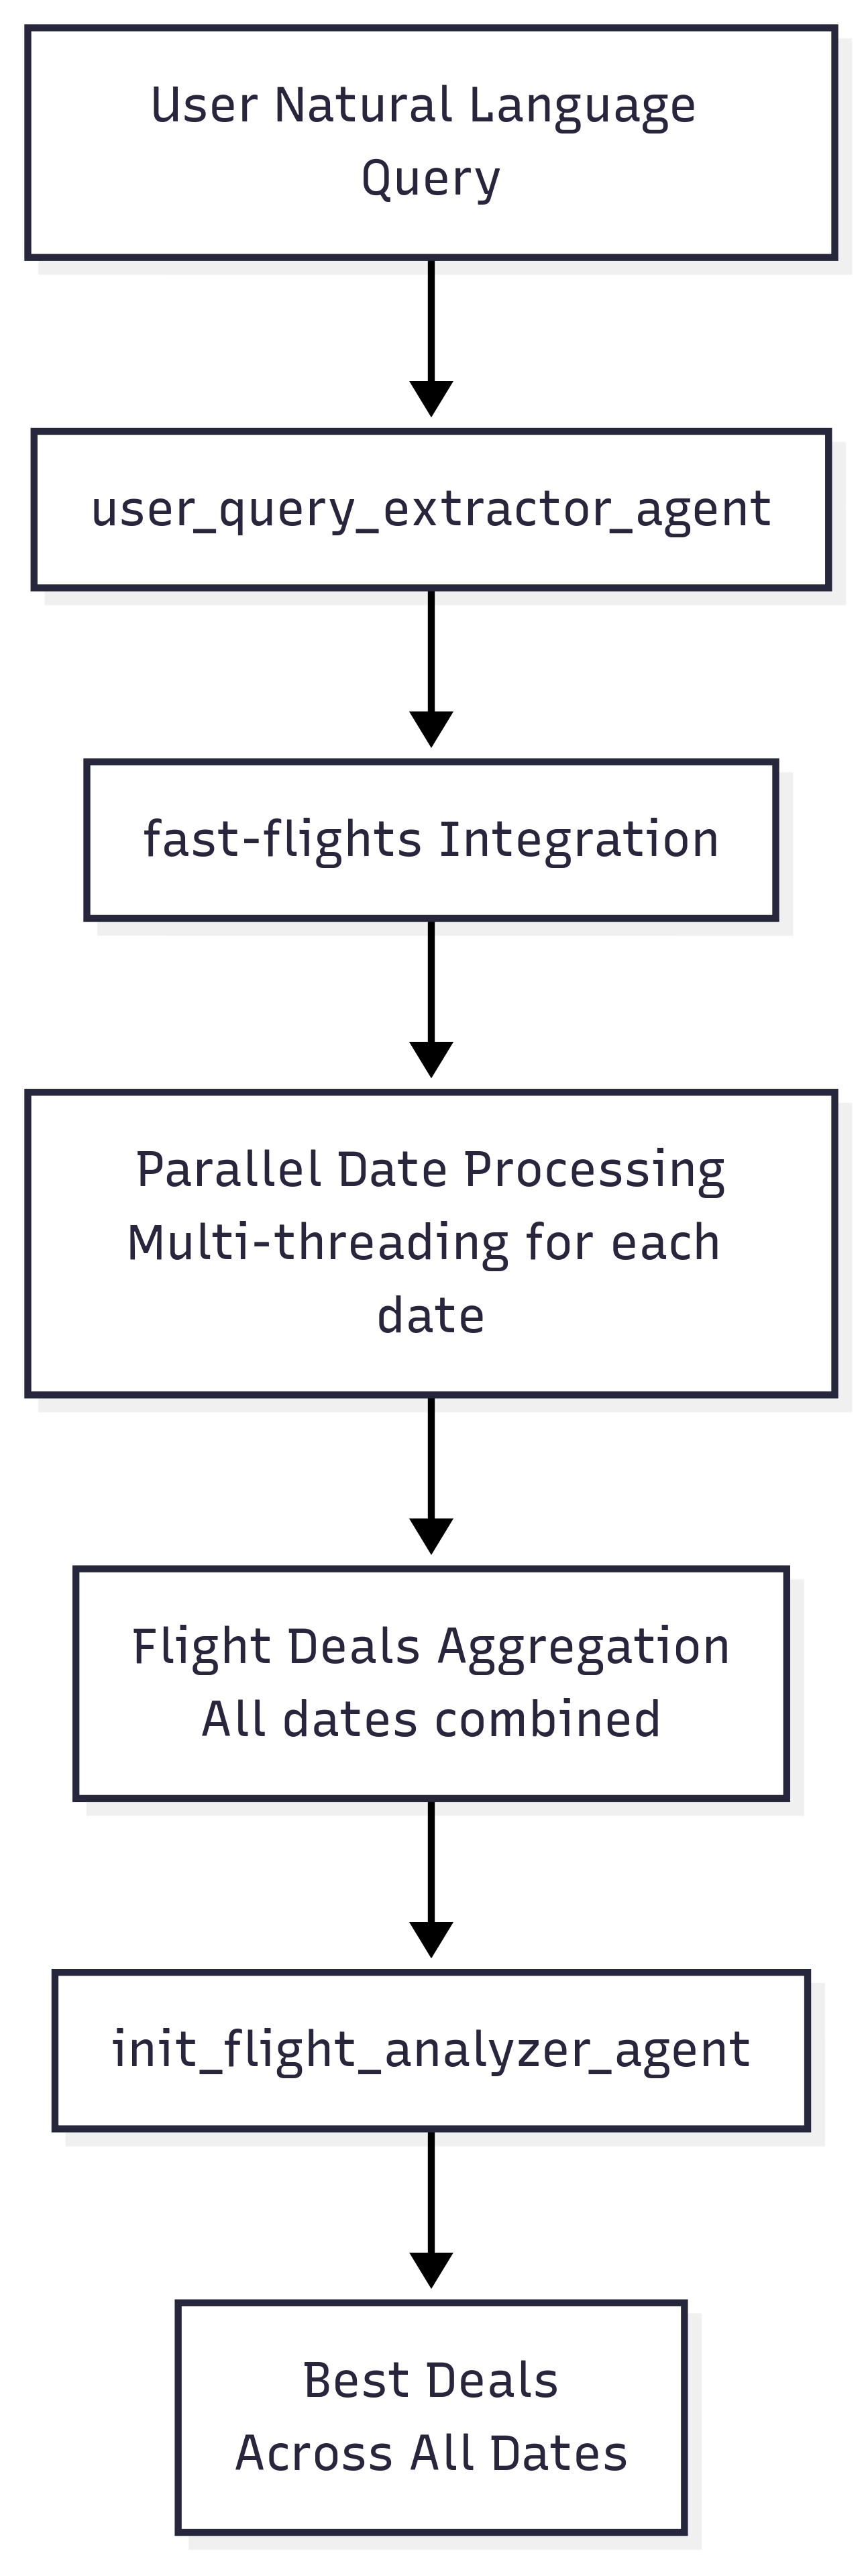 User Natural Language
Query
user_query_extractor_agent
fast-flights Integration
Parallel Date Processing
Multi-threading for each
date
Flight Deals Aggregation
All dates combined
init_flight_analyzer_agent
Best Deals
Across All Dates